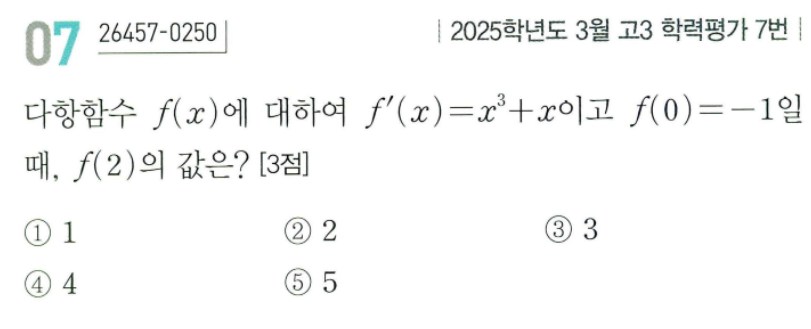 07 26457-0250 | 2025학년도 3월 고3 학력평가 7번 |
다항함수 f(x)에 대하여 f′(x)=x³+x이고 f(0)=-1일
때, f(2)의 값은? [3점]
① 1 ② 2 ③ 3
④ 4 ⑤ 5